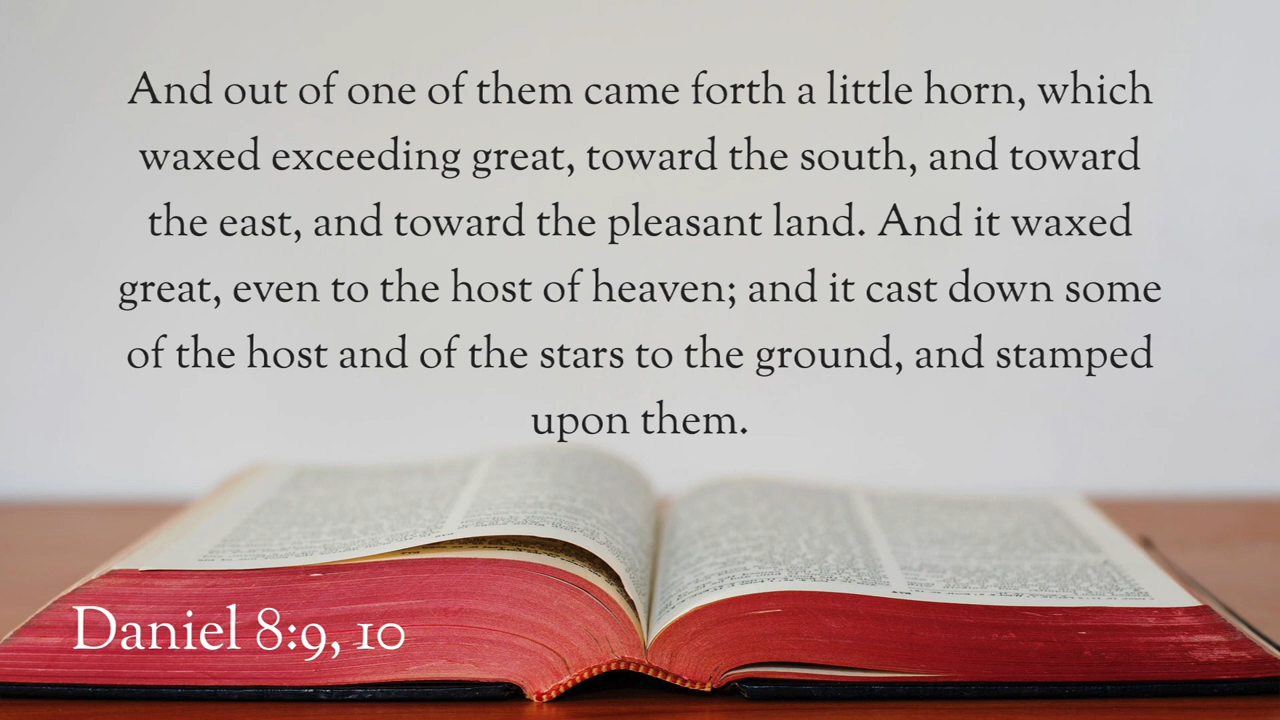 And out of one of them came forth a little horn, which
waxed exceeding great, toward the south, and toward
the east, and toward the pleasant land. And it waxed
great, even to the host of heaven; and it cast down some
of the host and of the stars to the ground, and stamped
upon them.
Daniel 8:9, 10